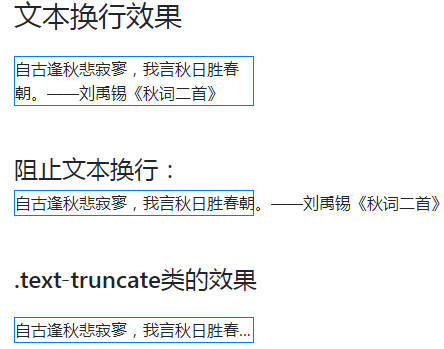 文本换行效果
自古逢秋悲寂寥，我言秋日胜春
朝。——刘禹锡《秋词二首》
阻止文本换行：
自古逢秋悲寂寥，我言秋日胜春朝。——刘禹锡《秋词二首》
.text-truncate类的效果
自古逢秋悲寂寥，我言秋日胜春...